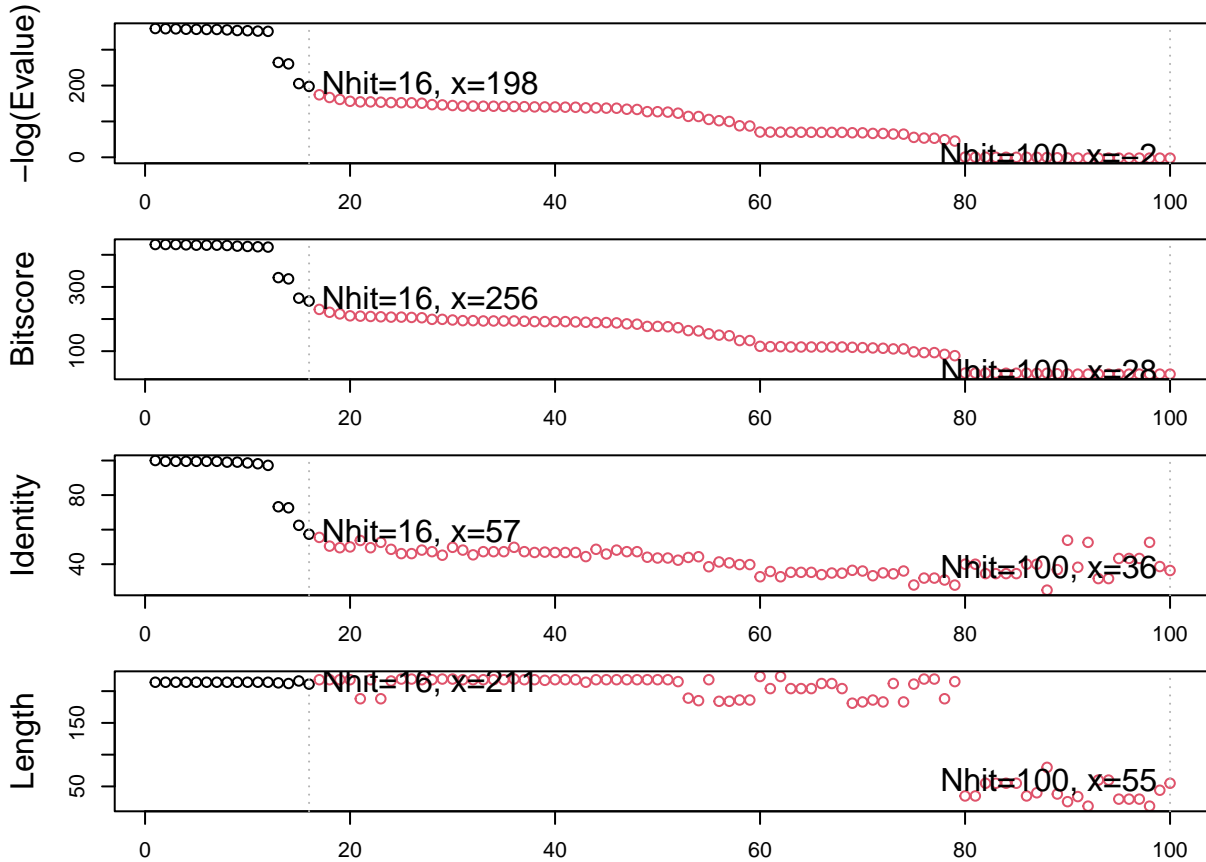 −log(Evalue)
200
0
Nhit=16, x=198
Nhit=100, x=−2
0 20 40 60 80 100
Bitscore
300
100
Nhit=16, x=256
Nhit=100, x=28
0 20 40 60 80 100
Identity
80
40
Nhit=16, x=57
Nhit=100, x=36
0 20 40 60 80 100
Length
150
50
Nhit=16, x=211
Nhit=100, x=55
0 20 40 60 80 100